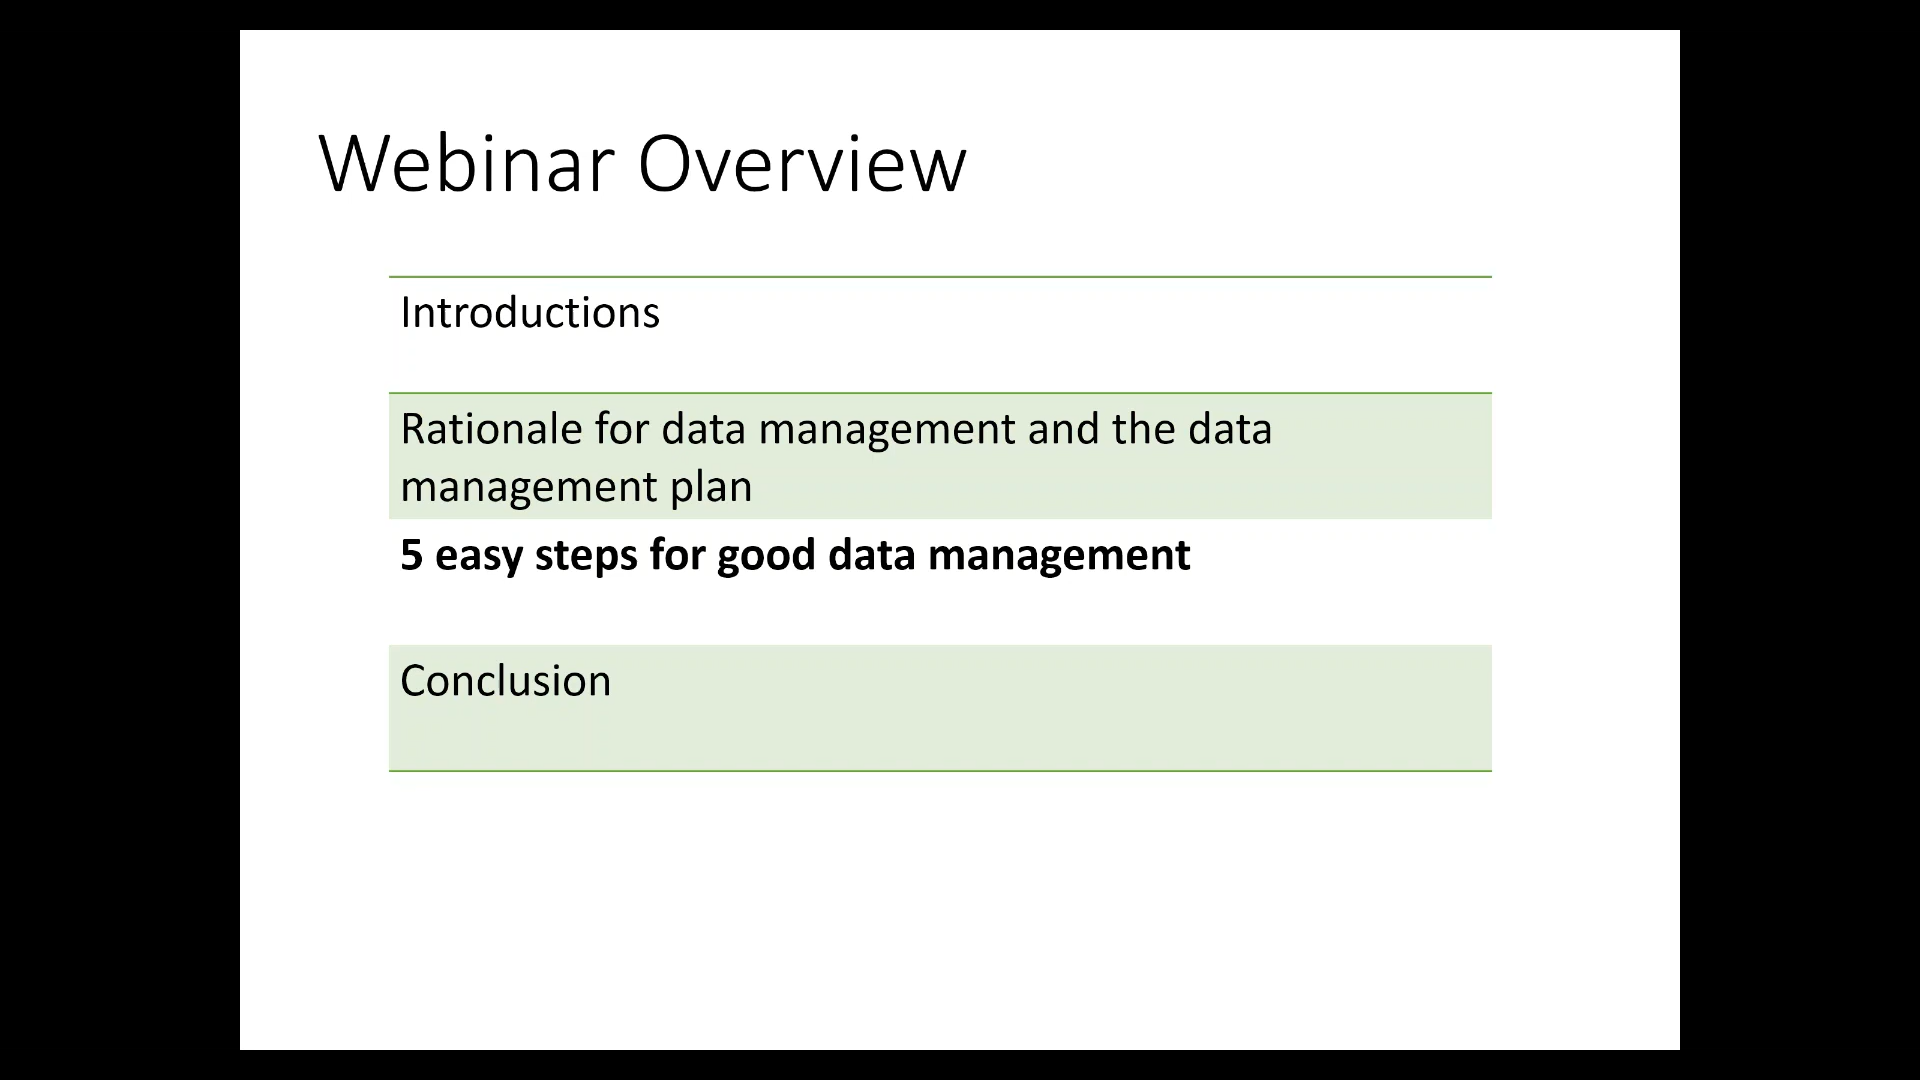 Webinar Overview
Introductions
Rationale for data management and the data
management plan
5 easy steps for good data management
Conclusion